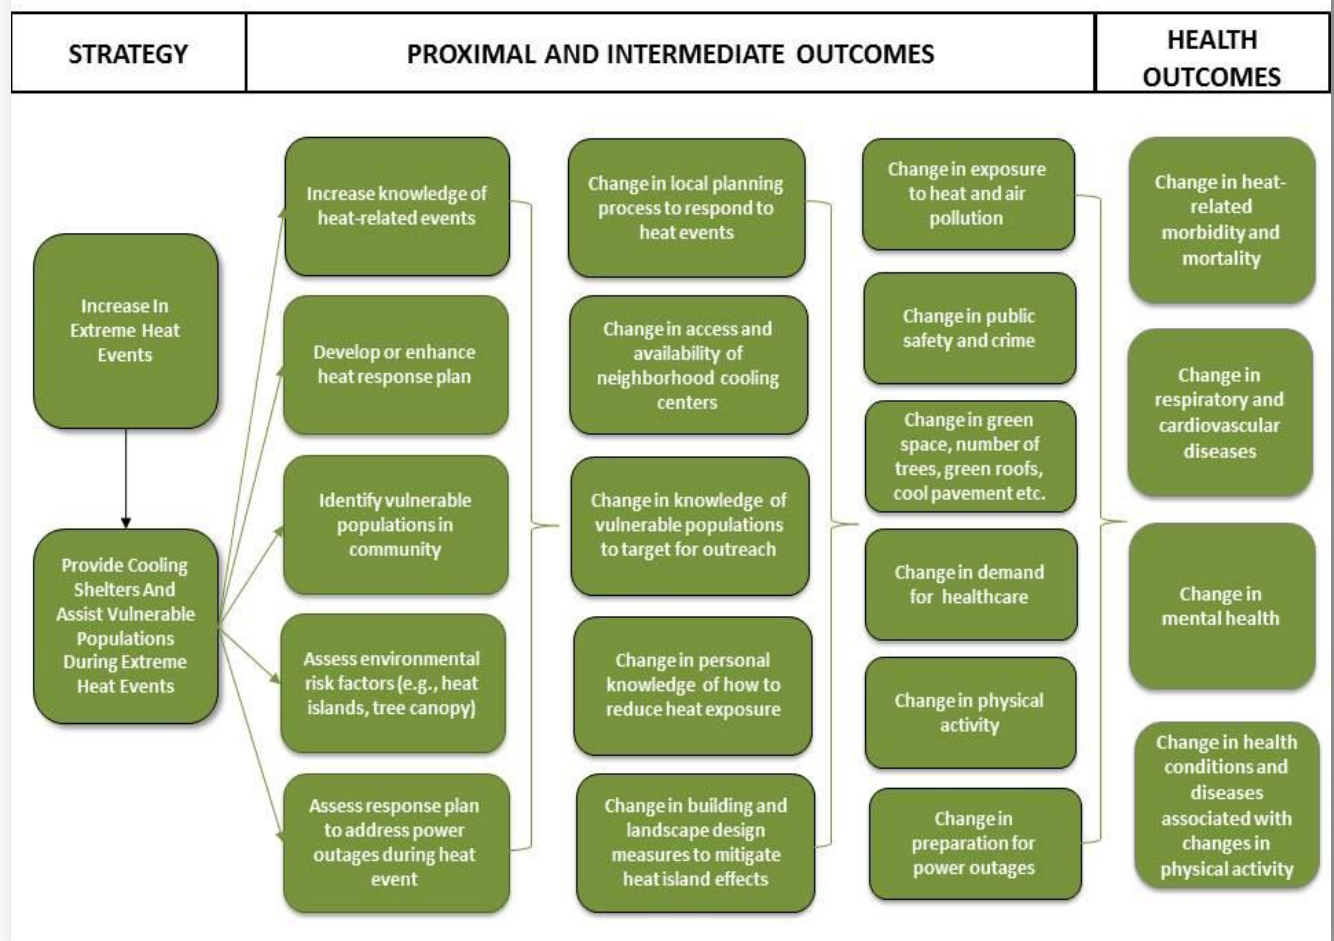 STRATEGY
PROXIMAL AND INTERMEDIATE OUTCOMES
HEALTH
OUTCOMES
Increase In
Extreme Heat
Events
Provide Cooling
Shelters And
Assist Vulnerable
Populations
During Extreme
Heat Events
Increase knowledge of
heat-related events
Develop or enhance
heat response plan
Identify vulnerable
populations in
community
Assess environmental
risk factors (e.g., heat
islands, tree canopy)
Assess response plan
to address power
outages during heat
event
Change in local planning
process to respond to
heat events
Change in access and
availability of
neighborhood cooling
centers
Change in knowledge of
vulnerable populations
to target for outreach
Change in personal
knowledge of how to
reduce heat exposure
Change in building and
landscape design
measures to mitigate
heat island effects
Change in exposure
to heat and air
pollution
Change in public
safety and crime
Change in green
space, number of
trees, green roofs,
cool pavement etc.
Change in demand
for healthcare
Change in physical
activity
Change in
preparation for
power outages
Change in heat-
related
morbidity and
mortality
Change in
respiratory and
cardiovascular
diseases
Change in
mental health
Change in health
conditions and
diseases
associated with
changes in
physical activity